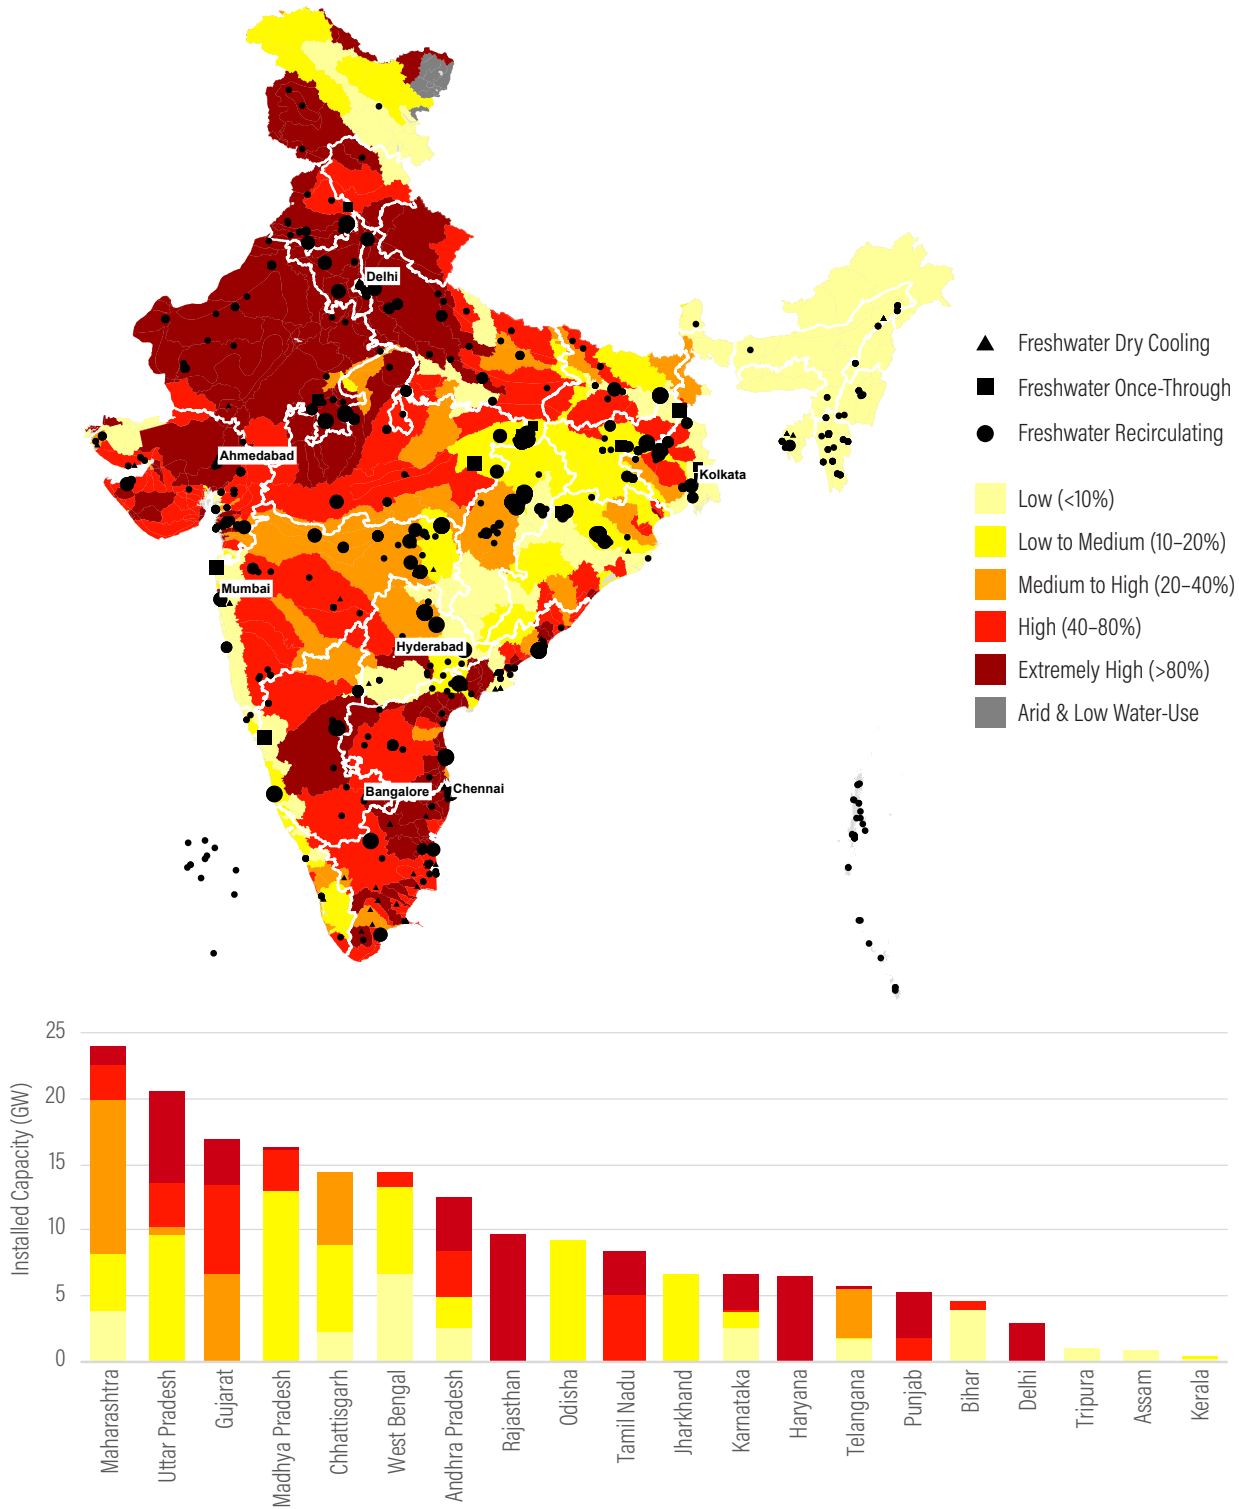 Delhi
Ahmedabad
Kolkata
Mumbai
Hyderabad
Bangalore
Chennai
Freshwater Dry Cooling
Freshwater Once-Through
Freshwater Recirculating
Low (<10%)
Low to Medium (10–20%)
Medium to High (20–40%)
High (40–80%)
Extremely High (>80%)
Arid & Low Water-Use
Installed Capacity (GW)
25
20
15
10
5
0
Maharashtra
Uttar Pradesh
Gujarat
Madhya Pradesh
Chhattisgarh
West Bengal
Andhra Pradesh
Rajasthan
Odisha
Tamil Nadu
Jharkhand
Karnataka
Haryana
Telangana
Punjab
Bihar
Delhi
Tripura
Assam
Kerala